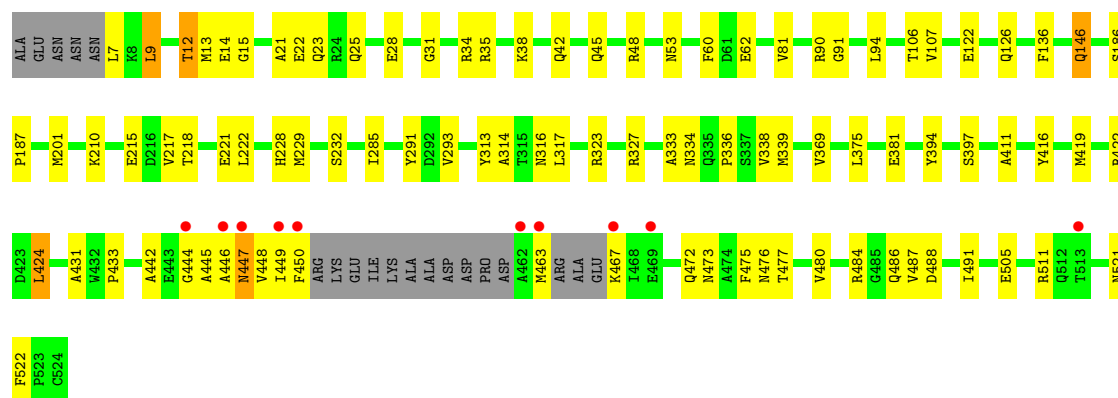 ALA GLU ASN ASN ASN L7 K8 L9 T12 M13 E14 G15 A21 E22 Q23 R24 Q25 E28 G31 R34 R35 K38 Q42 Q45 R48 N53 F60 D61 E62 V81 R90 G91 L94 T106 V107 E122 Q126 F136 Q146 S186
P187 M201 K210 E215 D216 V217 T218 E221 L222 H228 M229 S232 I285 Y291 D292 V293 Y313 A314 T315 N316 L317 R323 R327 A333 N334 Q335 P336 S337 V338 M339 V369 L375 E381 Y394 S397 A411 Y416 M419
D423 L424 A431 W432 P433 A442 E443 G444 A445 A446 N447 V448 I449 F450 ARG LYS GLU ILE LYS ALA ALA ASP ASP PRO ASP A462 M463 ARG ALA GLU K467 I468 E469 Q472 N473 A474 F475 N476 T477 V480 R484 G485 Q486 V487 D488 I491 E505 R511 Q512 T513
F522 P523 C524